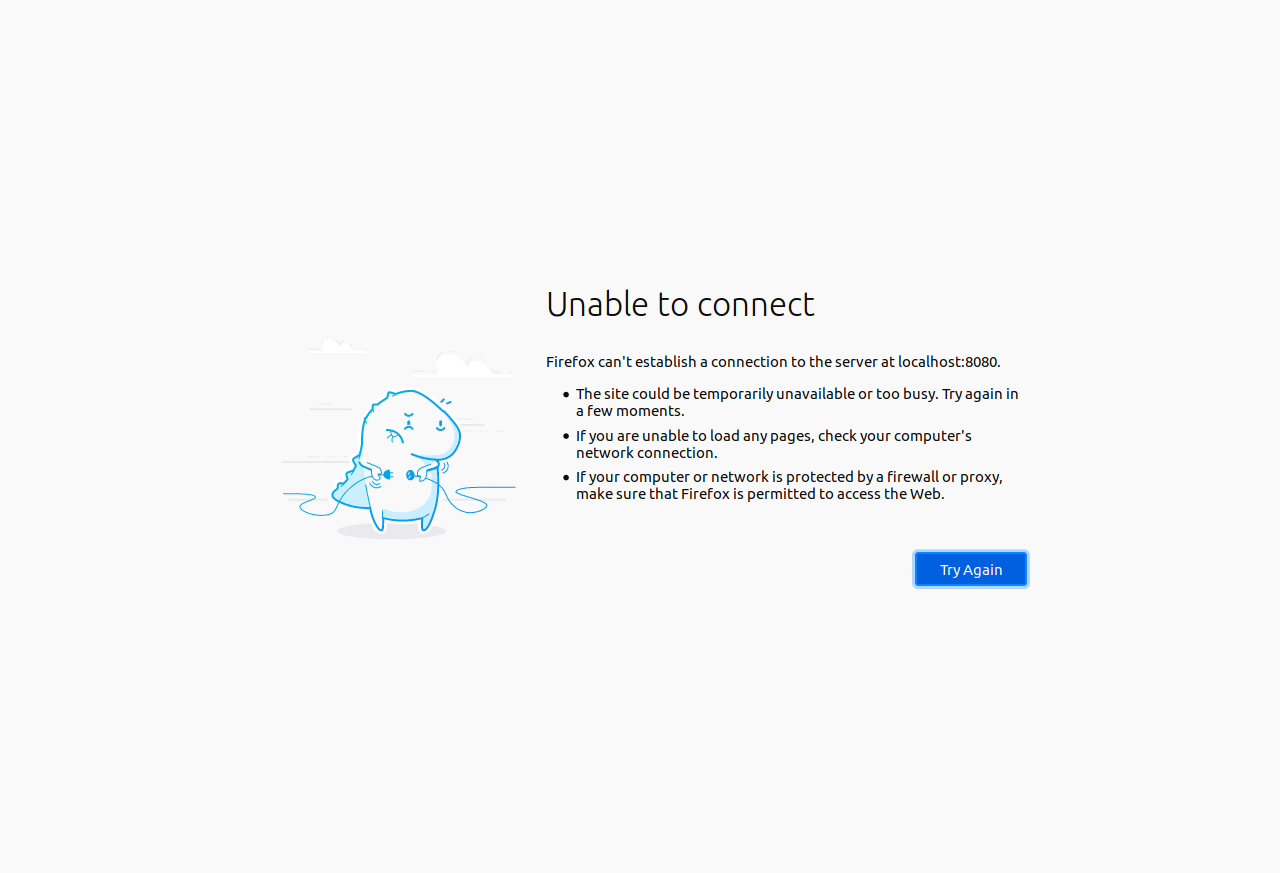 Unable to connect
Firefox can't establish a connection to the server at localhost:8080.
• The site could be temporarily unavailable or too busy. Try again in
a few moments.
• If you are unable to load any pages, check your computer's
network connection.
• If your computer or network is protected by a firewall or proxy,
make sure that Firefox is permitted to access the Web.
Try Again